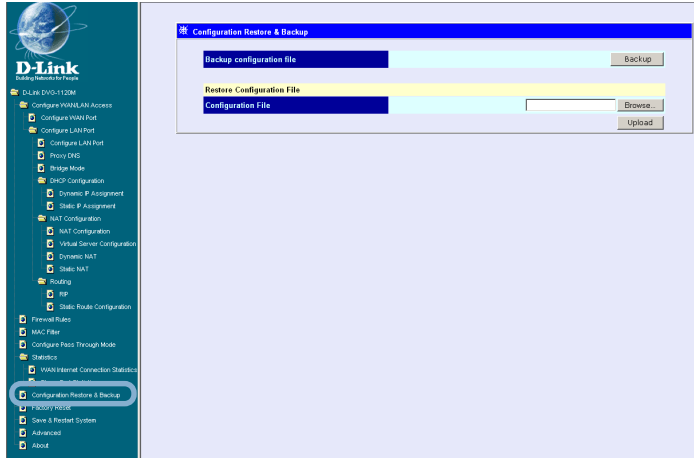 D-Link
Building Networks for People
D-Link DVG-1120M
Configure WAN/LAN Access
Configure WAN Port
Configure LAN Port
Configure LAN Port
Proxy DNS
Bridge Mode
DHCP Configuration
Dynamic IP Assignment
Static IP Assignment
NAT Configuration
NAT Configuration
Virtual Server Configuration
Dynamic NAT
Static NAT
Routing
RIP
Static Route Configuration
Firewall Rules
MAC Filter
Configure Pass Through Mode
Statistics
WAN Internet Connection Statistics
Configuration Restore & Backup
Factory Reset
Save & Restart System
Advanced
About
Configuration Restore & Backup
Backup configuration file Backup
Restore Configuration File
Configuration File Browse...
Upload